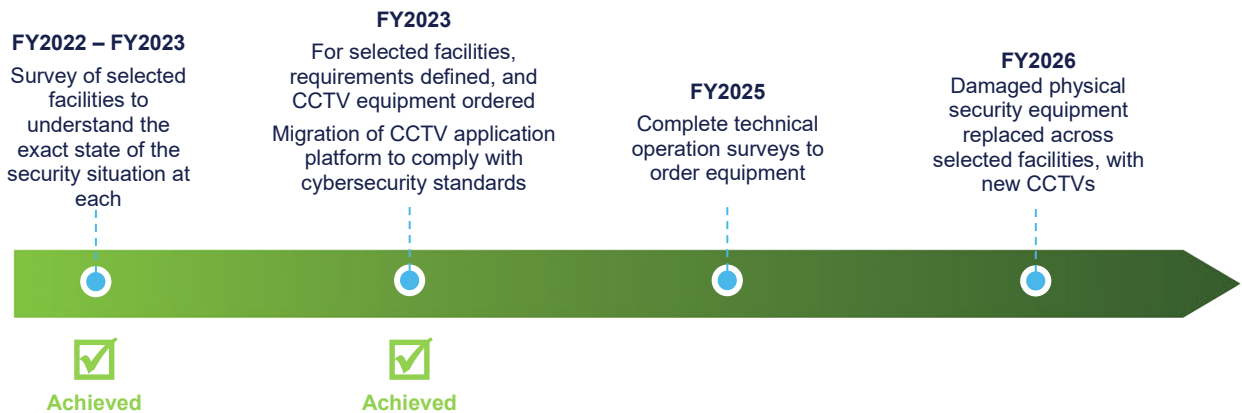 FY2022 – FY2023
Survey of selected
facilities to
understand the
exact state of the
security situation at
each
FY2023
For selected facilities,
requirements defined, and
CCTV equipment ordered
Migration of CCTV application
platform to comply with
cybersecurity standards
FY2025
Complete technical
operation surveys to
order equipment
FY2026
Damaged physical
security equipment
replaced across
selected facilities, with
new CCTVs
Achieved
Achieved